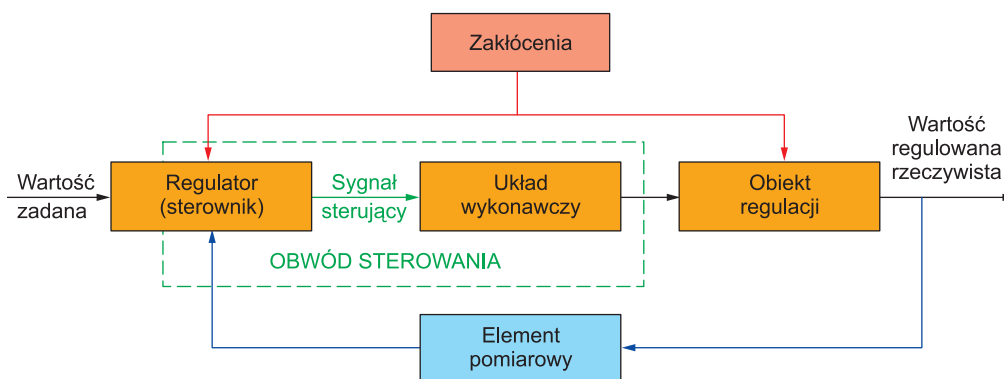 Zakłócenia
Wartość
zadana
Regulator
(sterownik)
Sygnał
sterujący
Układ
wykonawczy
Obiekt
regulacji
Wartość
regulowana
rzeczywista
OBWÓD STEROWANIA
Element
pomiarowy